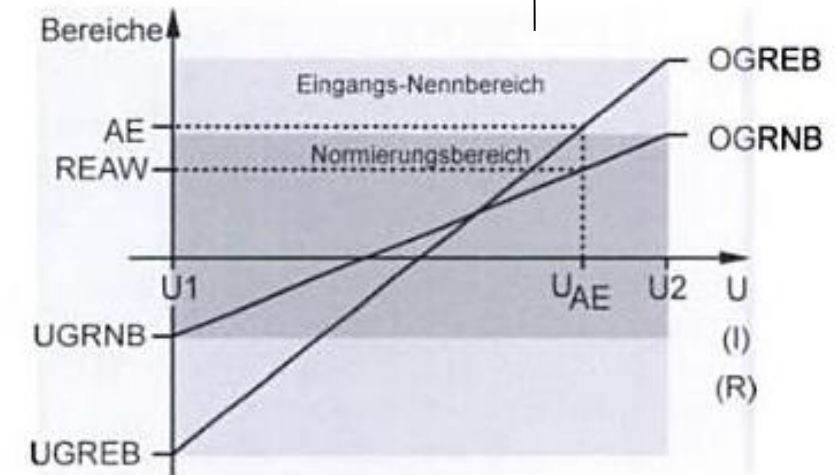 Bereiche
OGREB
Eingangs-Nennbereich
AE
OGRNB
Normierungsbereich
REAW
U1
UAE
U2
U
UGRNB
(I)
(R)
UGREB